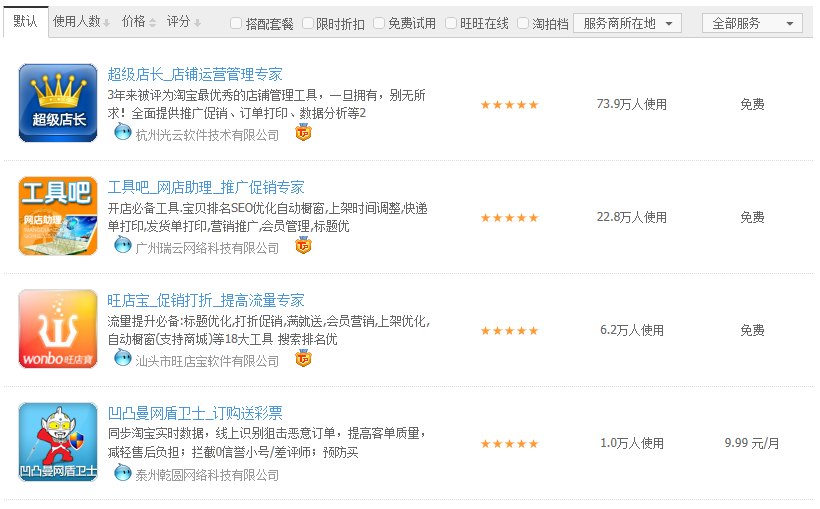 默认 使用人数 价格 评分 搭配套餐 限时折扣 免费试用 旺旺在线 淘拍档 服务商所在地 全部服务
超级店长
超级店长_店铺运营管理专家
3年来被评为淘宝最优秀的店铺管理工具，一旦拥有，别无所
求！全面提供推广促销、订单打印、数据分析等2
杭州光云软件技术有限公司
73.9万人使用
免费
工具吧
网店助理
工具吧_网店助理_推广促销专家
开店必备工具.宝贝排名SEO优化自动橱窗,上架时间调整,快递
单打印,发货单打印,营销推广,会员管理,标题优
广州瑞云网络科技有限公司
22.8万人使用
免费
wonbo旺店寶
旺店宝_促销打折_提高流量专家
流量提升必备:标题优化,打折促销,满就送,会员营销,上架优化,
自动橱窗(支持商城)等18大工具 搜索排名优
汕头市旺店宝软件有限公司
6.2万人使用
免费
凹凸曼网盾卫士
凹凸曼网盾卫士_订购送彩票
同步淘宝实时数据，线上识别狙击恶意订单，提高客单质量，
减轻售后负担；拦截0信誉小号/差评师；预防买
泰州乾圆网络科技有限公司
1.0万人使用
9.99 元/月